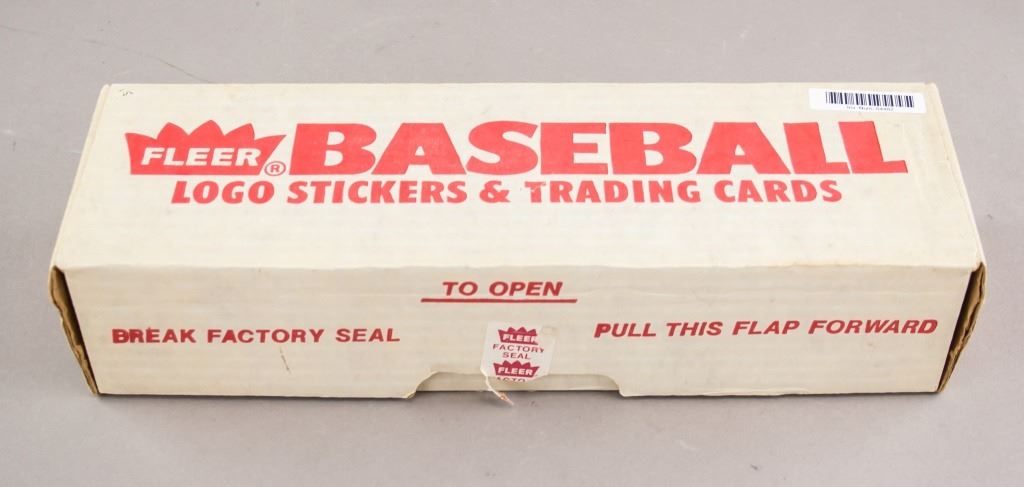 FLEER® BASEBALL
LOGO STICKERS & TRADING CARDS
TO OPEN
BREAK FACTORY SEAL
PULL THIS FLAP FORWARD
FLEER
FACTORY
SEAL
FLEER